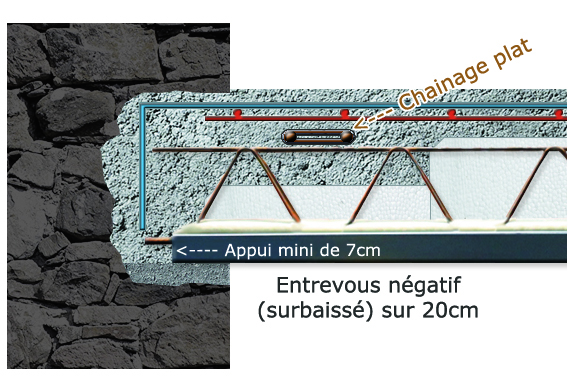 <--- Chainage plat
<---- Appui mini de 7cm
Entrevous négatif
(surbaissé) sur 20cm